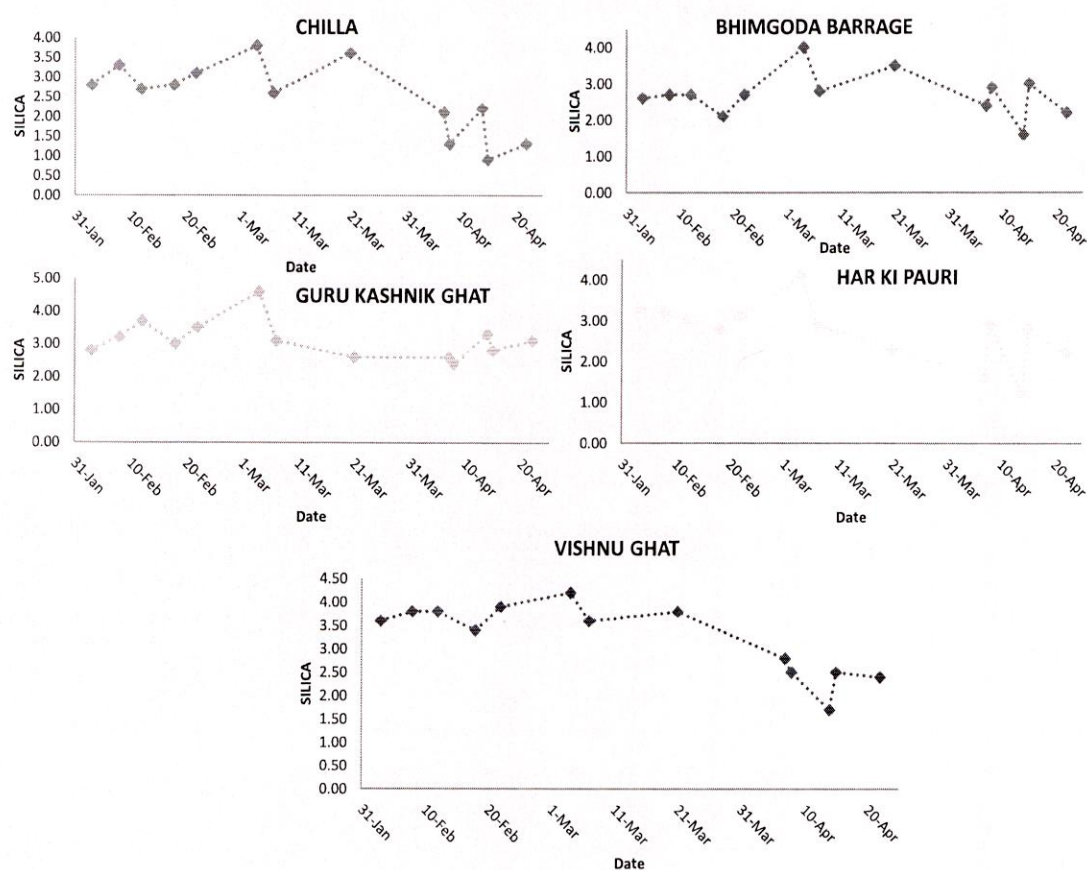 CHILLA
4.00
3.50
3.00
2.50
2.00
1.50
1.00
0.50
0.00
SILICA
31-Jan
10-Feb
20-Feb
1-Mar
11-Mar
21-Mar
31-Mar
10-Apr
20-Apr
Date
BHIMGODA BARRAGE
4.00
3.00
2.00
1.00
0.00
SILICA
31-Jan
10-Feb
20-Feb
1-Mar
11-Mar
21-Mar
31-Mar
10-Apr
20-Apr
Date
GURU KASHNIK GHAT
5.00
4.00
3.00
2.00
1.00
0.00
SILICA
31-Jan
10-Feb
20-Feb
1-Mar
11-Mar
21-Mar
31-Mar
10-Apr
20-Apr
Date
HAR KI PAURI
4.00
3.00
2.00
1.00
0.00
SILICA
31-Jan
10-Feb
20-Feb
1-Mar
11-Mar
21-Mar
31-Mar
10-Apr
20-Apr
Date
VISHNU GHAT
4.50
4.00
3.50
3.00
2.50
2.00
1.50
1.00
0.50
0.00
SILICA
31-Jan
10-Feb
20-Feb
1-Mar
11-Mar
21-Mar
31-Mar
10-Apr
20-Apr
Date